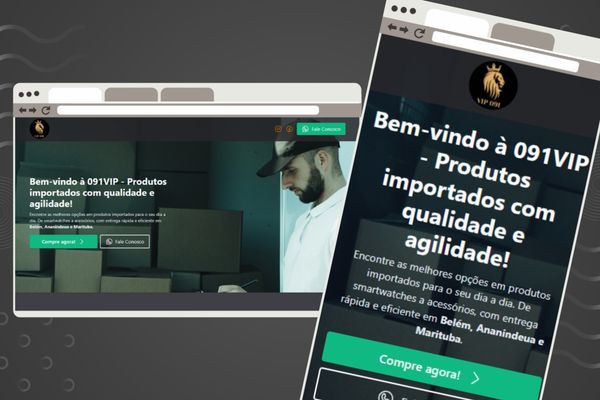 VIP 091
Fale Conosco
Bem-vindo à 091VIP - Produtos
importados com qualidade e
agilidade!
Encontre as melhores opções em produtos importados para o seu dia a
dia. De smartwatches a acessórios, com entrega rápida e eficiente em
Belém, Ananindeua e Marituba.
Compre agora!
Fale Conosco
VIP 091
Bem-vindo à 091VIP
- Produtos
importados com
qualidade e
agilidade!
Encontre as melhores opções em produtos
importados para o seu dia a dia. De
smartwatches a acessórios, com entrega
rápida e eficiente em Belém, Ananindeua e
Marituba.
Compre agora!